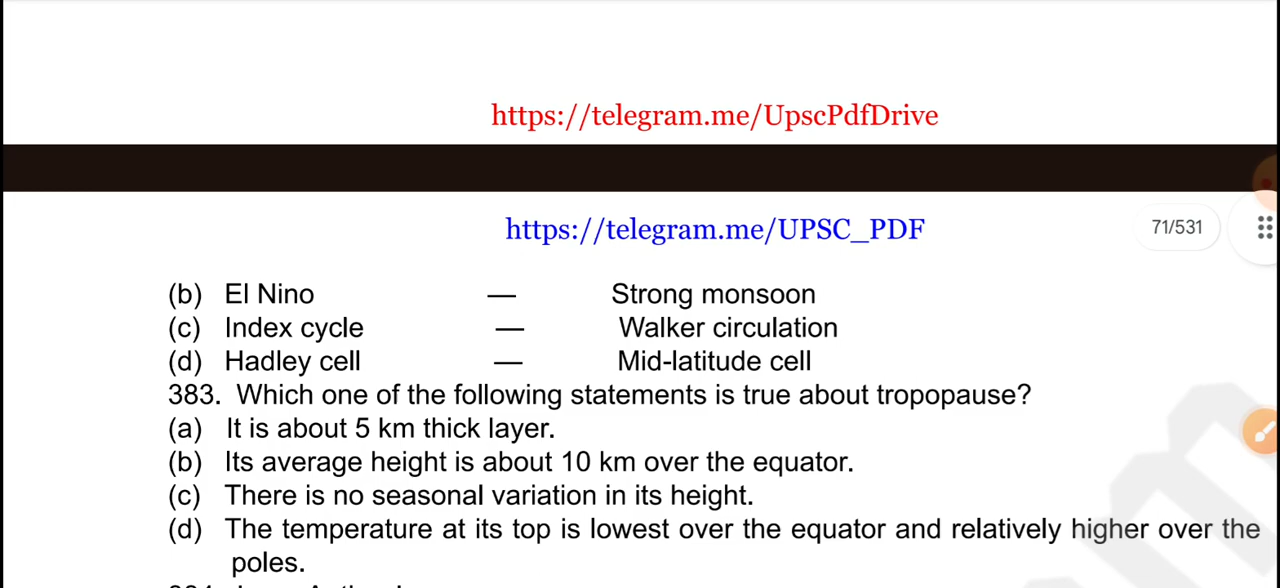 https://telegram.me/UpscPdfDrive
https://telegram.me/UPSC_PDF
71/531
(b) El Nino — Strong monsoon
(c) Index cycle — Walker circulation
(d) Hadley cell — Mid-latitude cell
383. Which one of the following statements is true about tropopause?
(a) It is about 5 km thick layer.
(b) Its average height is about 10 km over the equator.
(c) There is no seasonal variation in its height.
(d) The temperature at its top is lowest over the equator and relatively higher over the
poles.